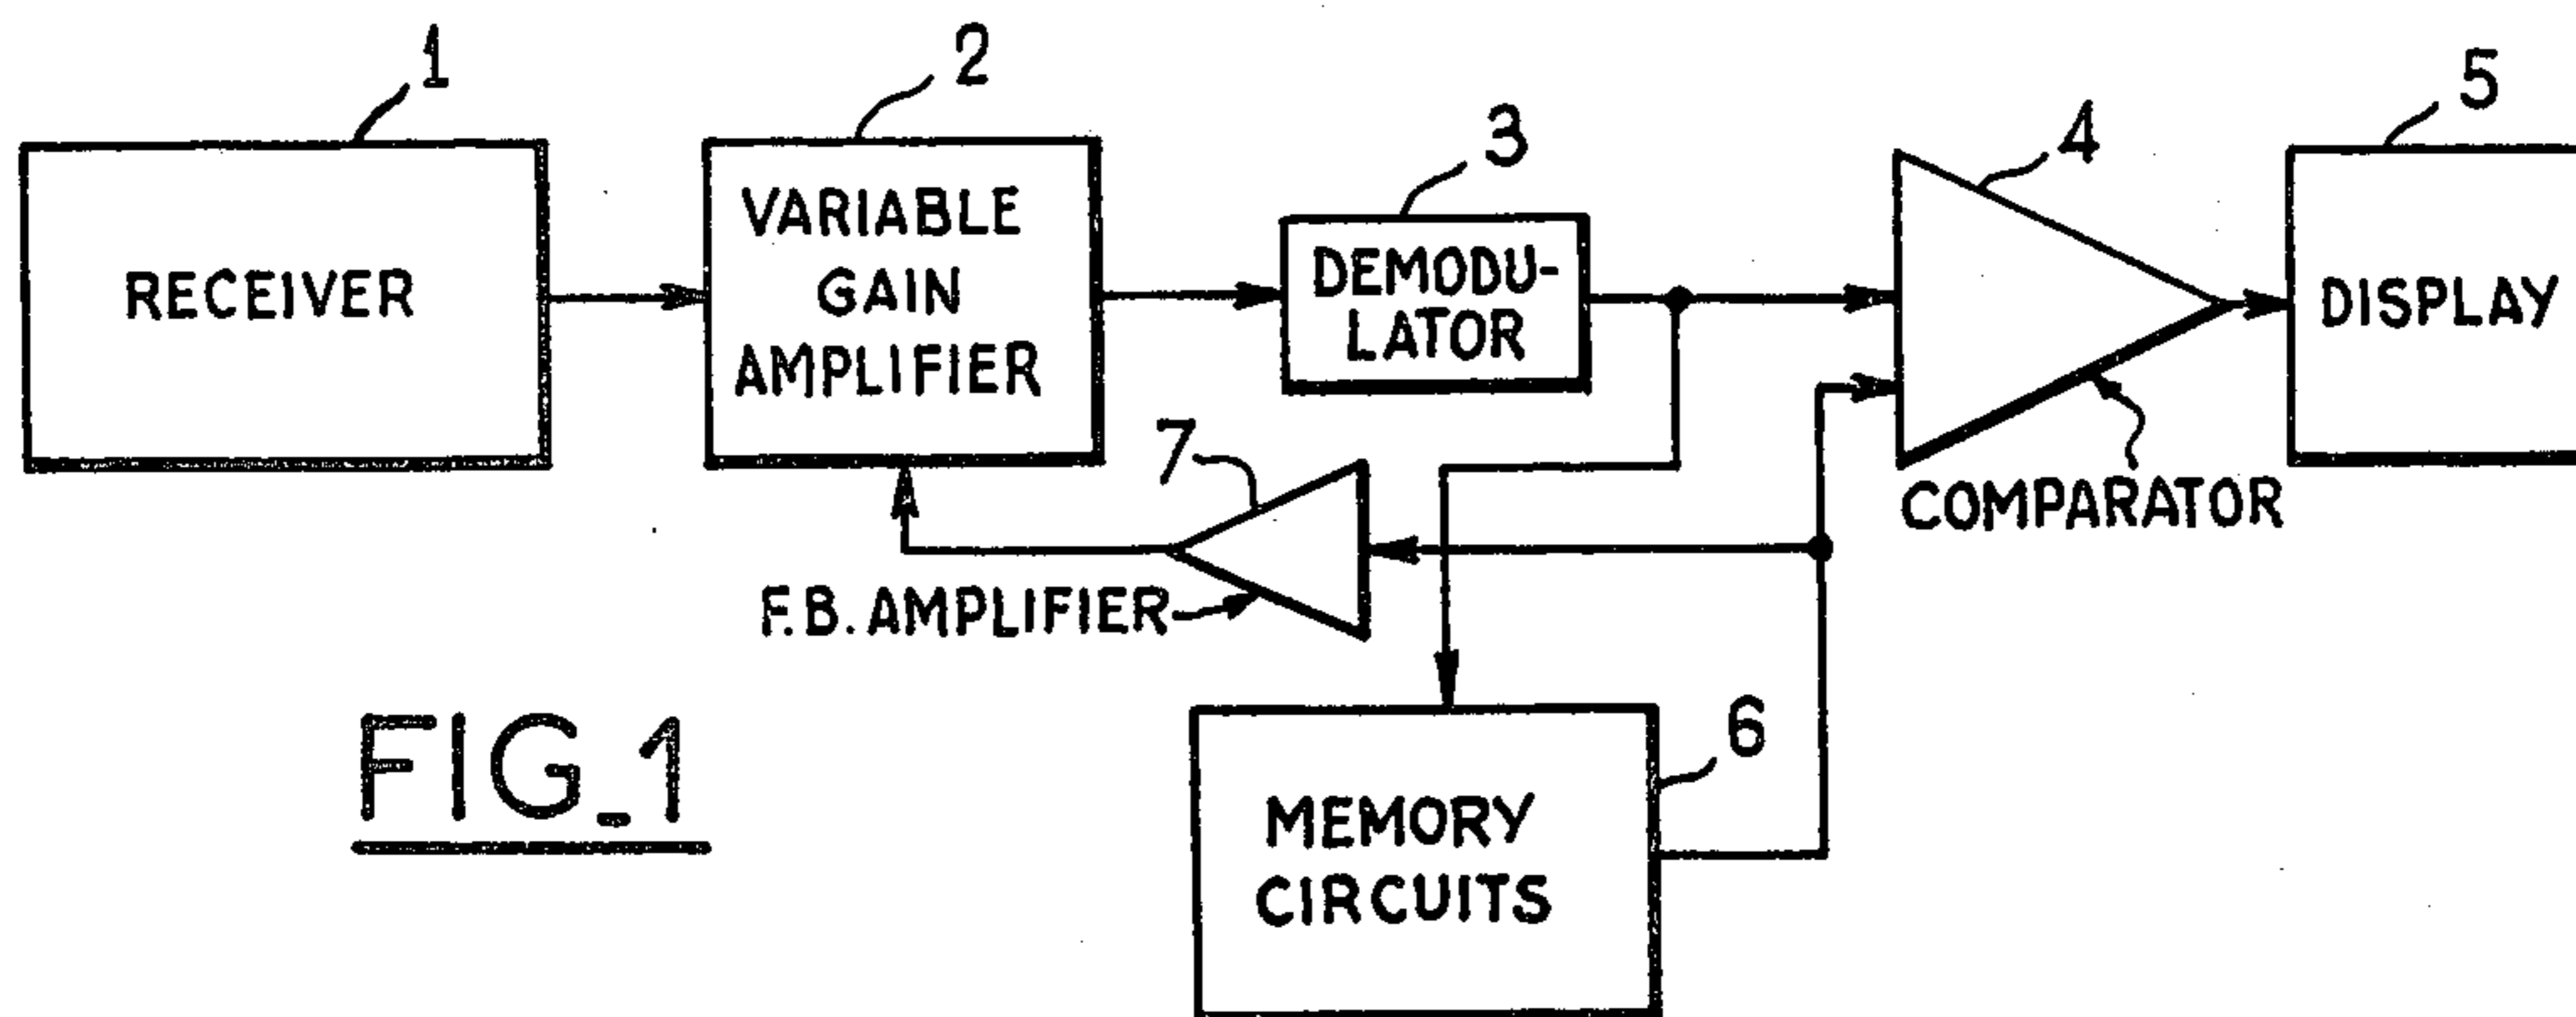 1
2
3
4
5
RECEIVER
VARIABLE
GAIN
AMPLIFIER
DEMODU-
LATOR
DISPLAY
7
COMPARATOR
F.B. AMPLIFIER
6
MEMORY
CIRCUITS
FIG_1